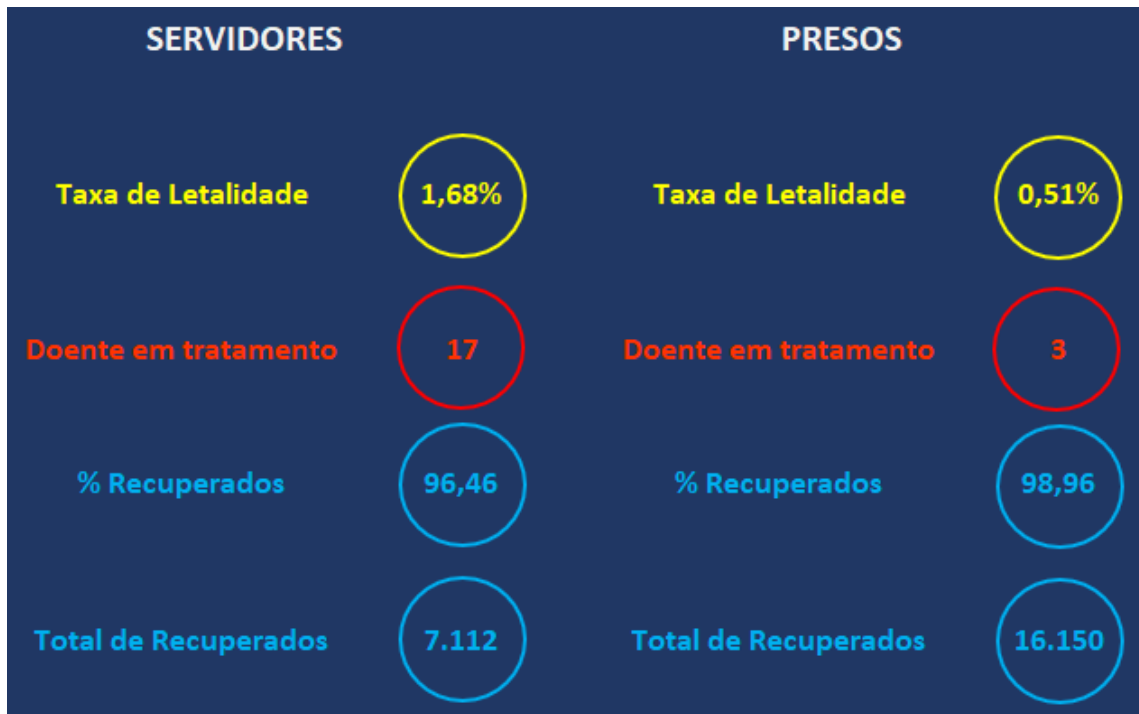 SERVIDORES
PRESOS
Taxa de Letalidade 1,68%
Taxa de Letalidade 0,51%
Doente em tratamento 17
Doente em tratamento 3
% Recuperados 96,46
% Recuperados 98,96
Total de Recuperados 7.112
Total de Recuperados 16.150